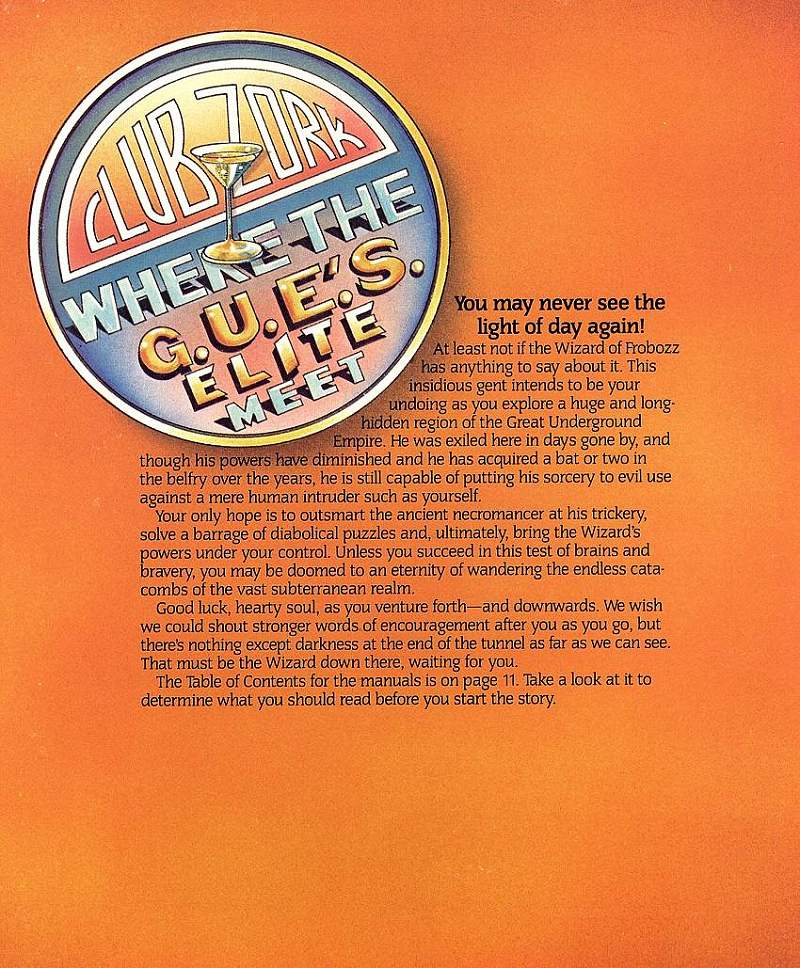 CLUB ZORK
WHERE THE
G.U.E.'S.
ELITE
MEET
You may never see the
light of day again!
At least not if the Wizard of Frobozz
has anything to say about it. This
insidious gent intends to be your
undoing as you explore a huge and long-
hidden region of the Great Underground
Empire. He was exiled here in days gone by, and
though his powers have diminished and he has acquired a bat or two in
the belfry over the years, he is still capable of putting his sorcery to evil use
against a mere human intruder such as yourself.
Your only hope is to outsmart the ancient necromancer at his trickery,
solve a barrage of diabolical puzzles and, ultimately, bring the Wizard's
powers under your control. Unless you succeed in this test of brains and
bravery, you may be doomed to an eternity of wandering the endless cata-
combs of the vast subterranean realm.
Good luck, hearty soul, as you venture forth—and downwards. We wish
we could shout stronger words of encouragement after you as you go, but
there's nothing except darkness at the end of the tunnel as far as we can see.
That must be the Wizard down there, waiting for you.
The Table of Contents for the manuals is on page 11. Take a look at it to
determine what you should read before you start the story.